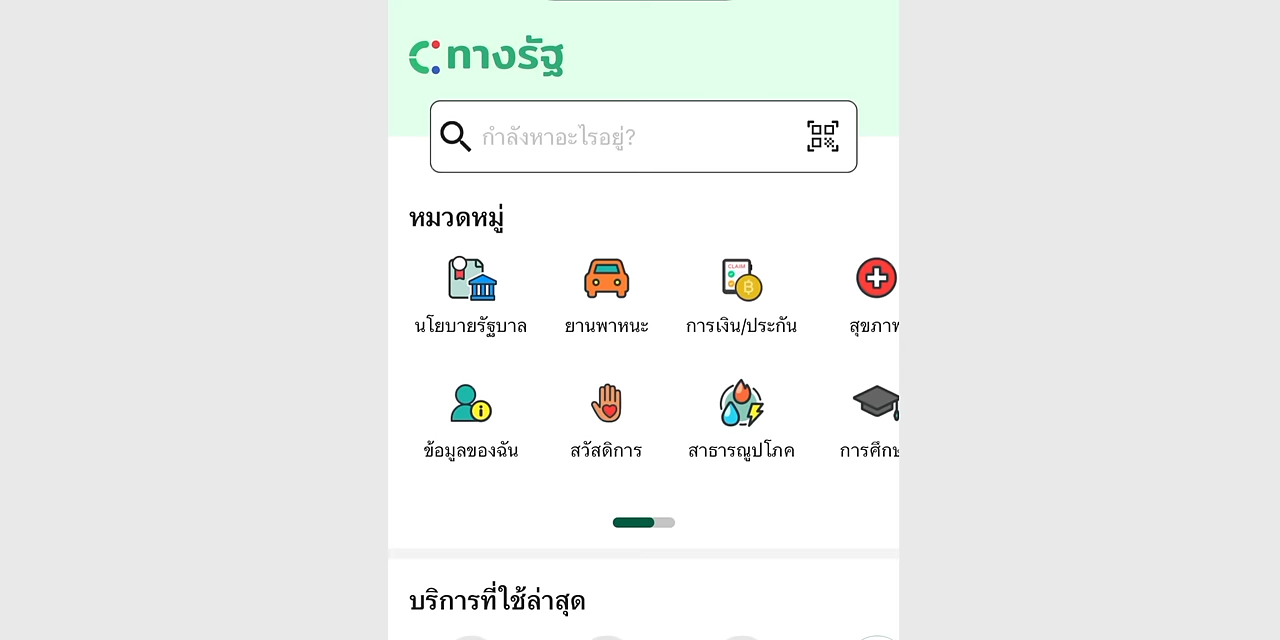 ทางรัฐ
กำลังหาอะไรอยู่?
หมวดหมู่
CLAIM
นโยบายรัฐบาล ยานพาหนะ การเงิน/ประกัน สุขภาพ
ข้อมูลของฉัน สวัสดิการ สาธารณูปโภค การศึกษ
บริการที่ใช้ล่าสุด